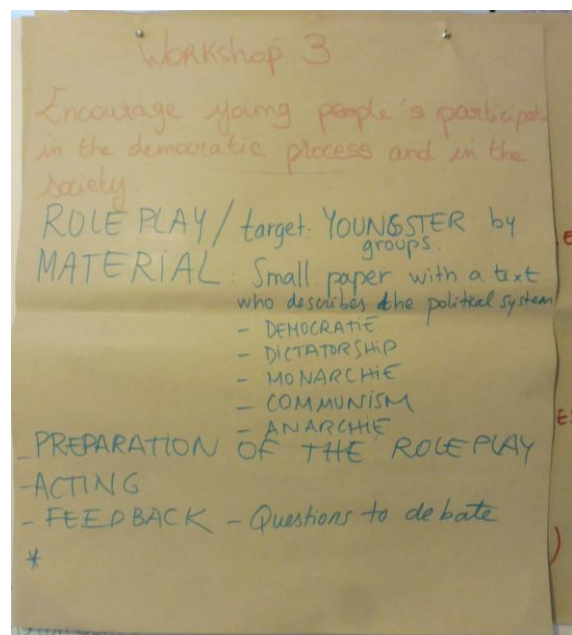 Workshop 3
Encourage young people's participat
in the democratic process and in the
society.
ROLE PLAY / target: YOUNGSTER by
groups.
MATERIAL: Small paper with a text
who describes the political system
- DEMOCRATIE
- DICTATORSHIP
- MONARCHIE
- COMMUNISM
- ANARCHIE
- PREPARATION OF THE ROLEPLAY
- ACTING
- FEEDBACK - Questions to debate
*